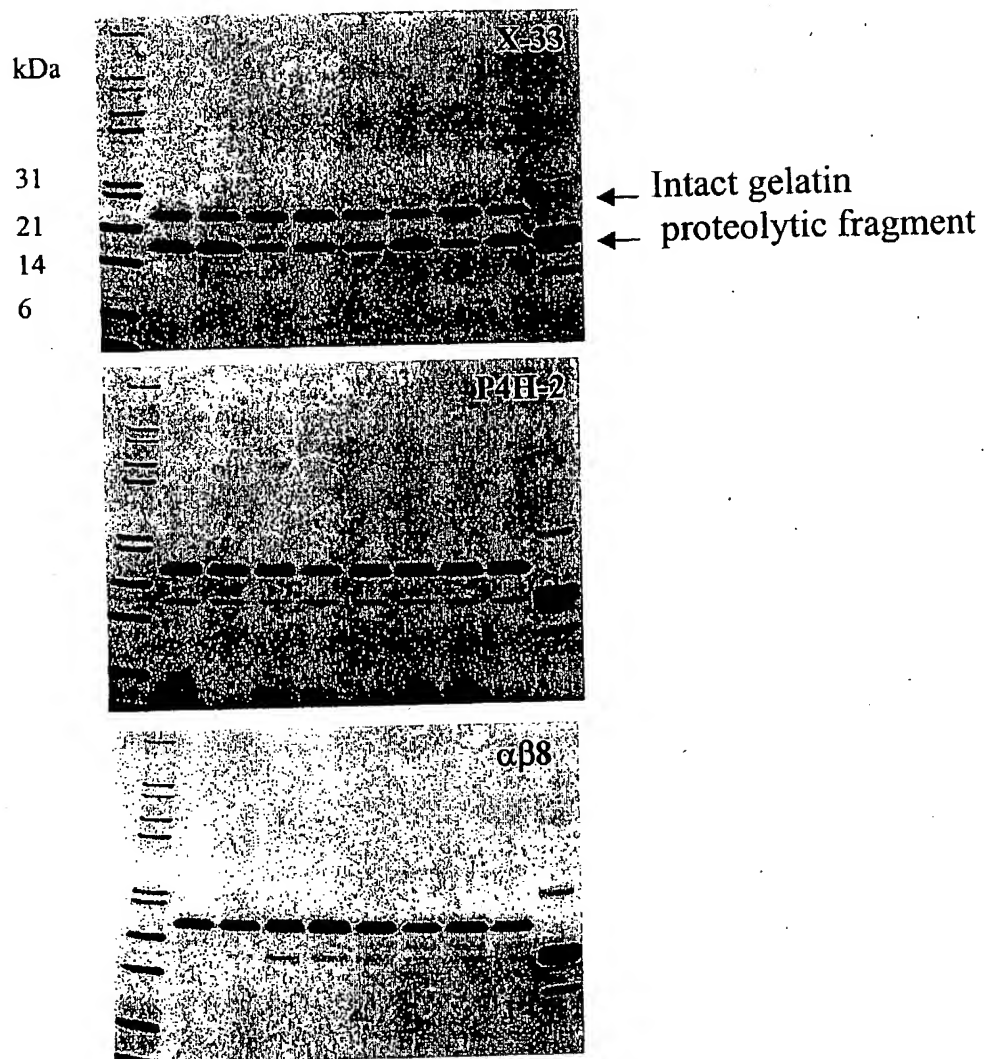 X-33
kDa
31
21
14
6
Intact gelatin
proteolytic fragment
P4H-2
αβ8